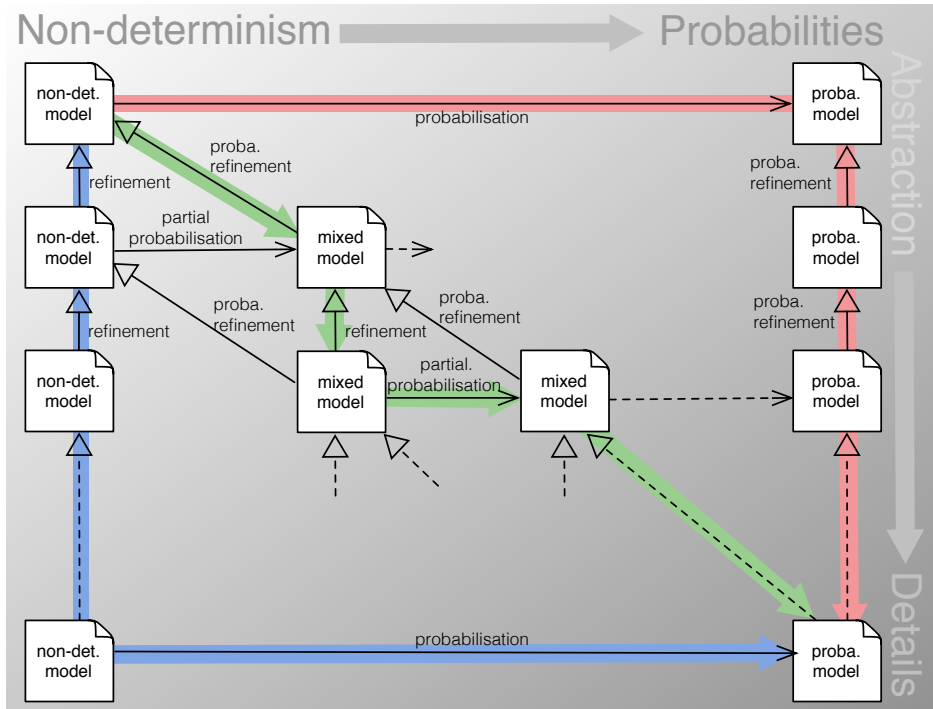 Non-determinism
Probabilities
Abstraction
Details
non-det.
model
probabilisation
proba.
model
proba.
refinement
refinement
proba.
refinement
non-det.
model
partial
probabilisation
mixed
model
proba.
model
refinement
proba.
refinement
refinement
proba.
refinement
proba.
refinement
non-det.
model
mixed
model
partial.
probabilisation
mixed
model
proba.
model
non-det.
model
probabilisation
proba.
model